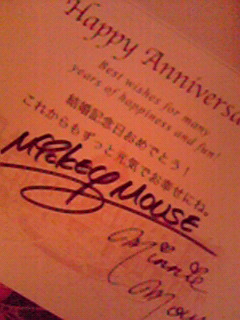 Happy Anniversa
Best wishes for many
years of happiness and fun!
結婚記念日おめでとう！
これからもずっと元気でお幸せにね。
Mickey Mouse
Minnie
Mou